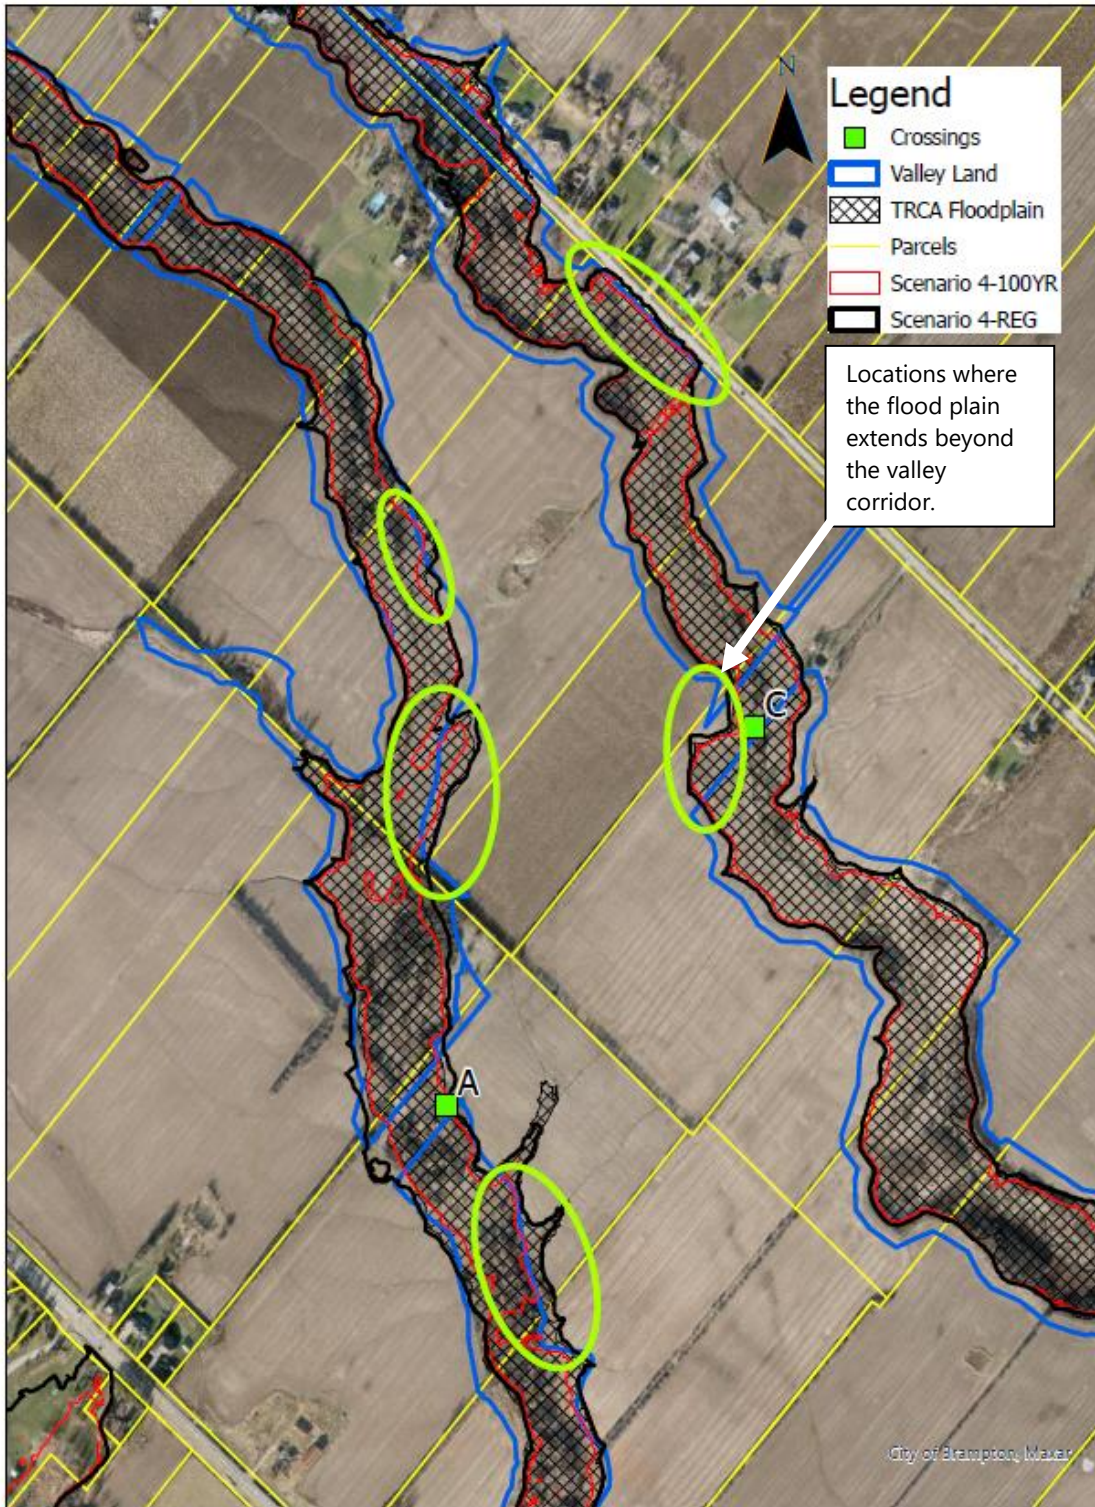 N
Legend
Crossings
Valley Land
TRCA Floodplain
Parcels
Scenario 4-100YR
Scenario 4-REG
Locations where
the flood plain
extends beyond
the valley
corridor.
C
A
City of Brampton, Maxar